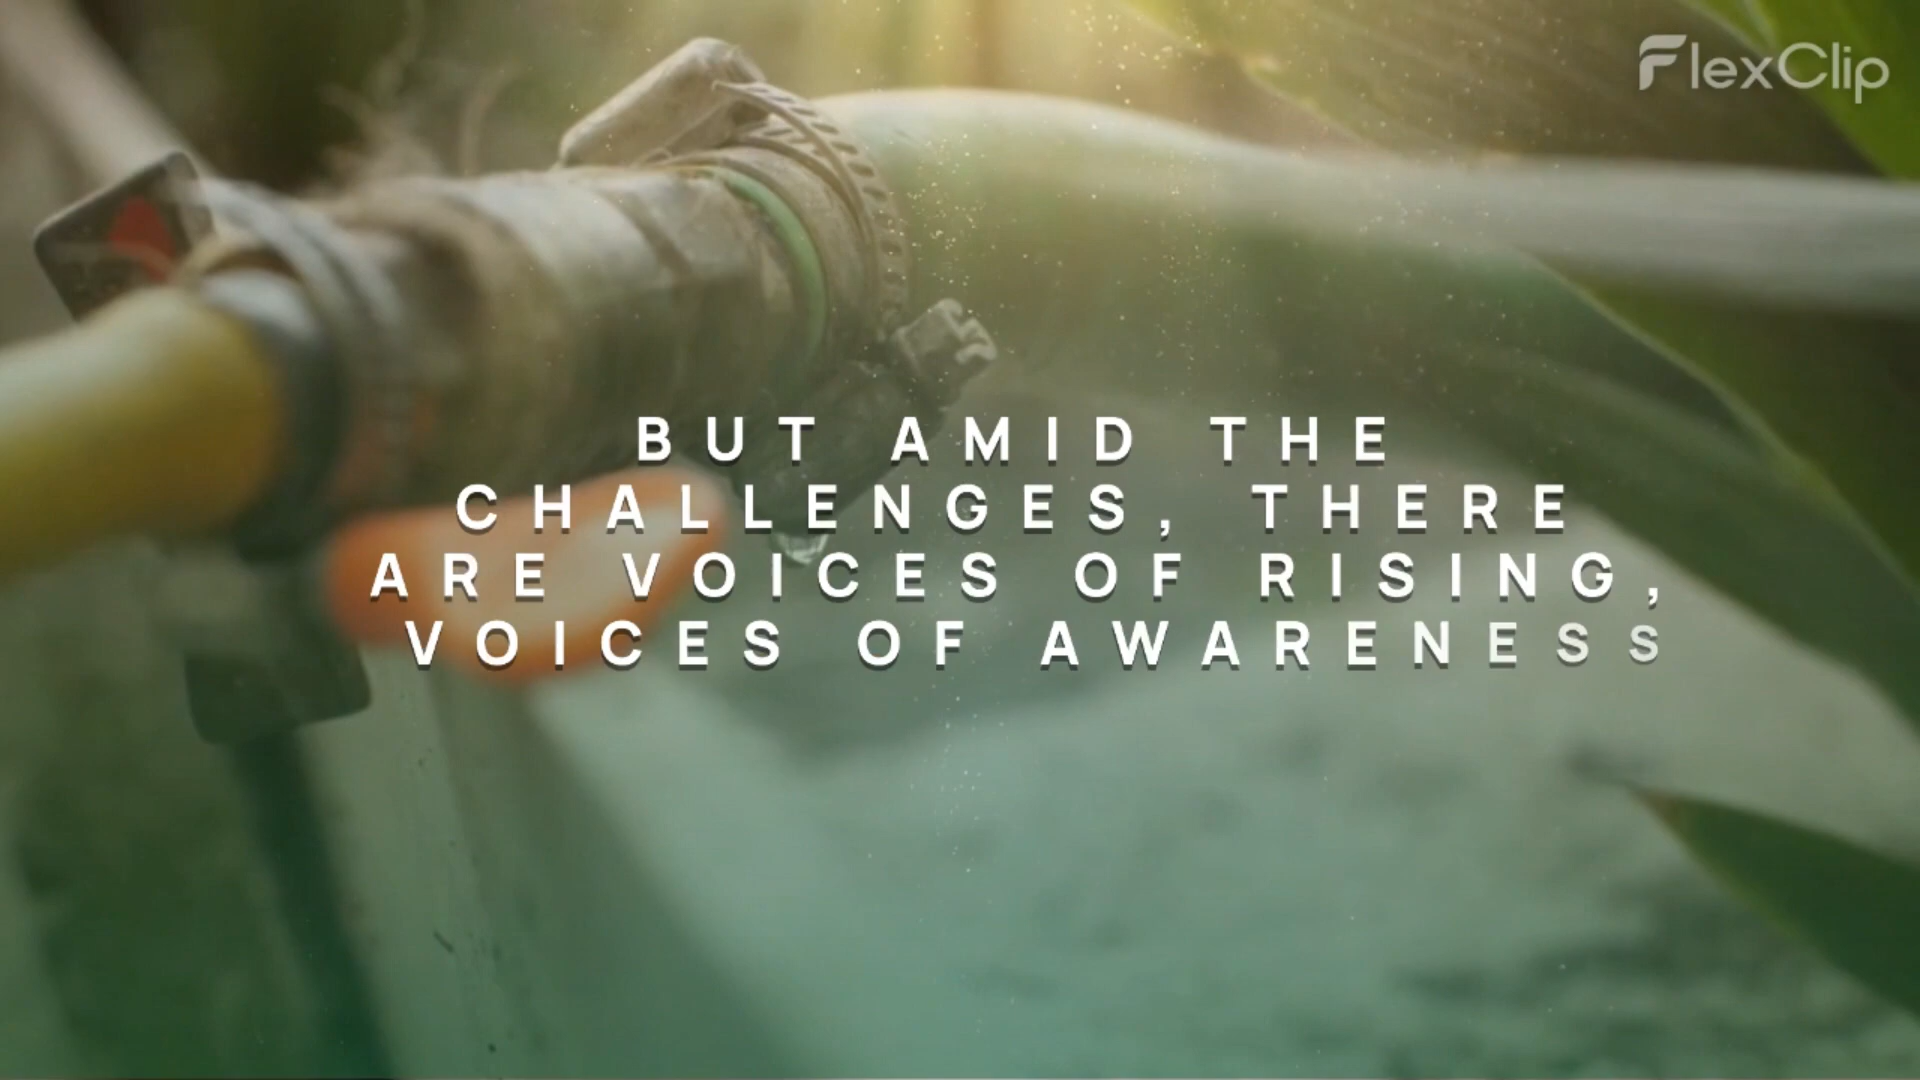 FlexClip
BUT AMID THE
CHALLENGES, THERE
ARE VOICES OF RISING,
VOICES OF AWARENESS